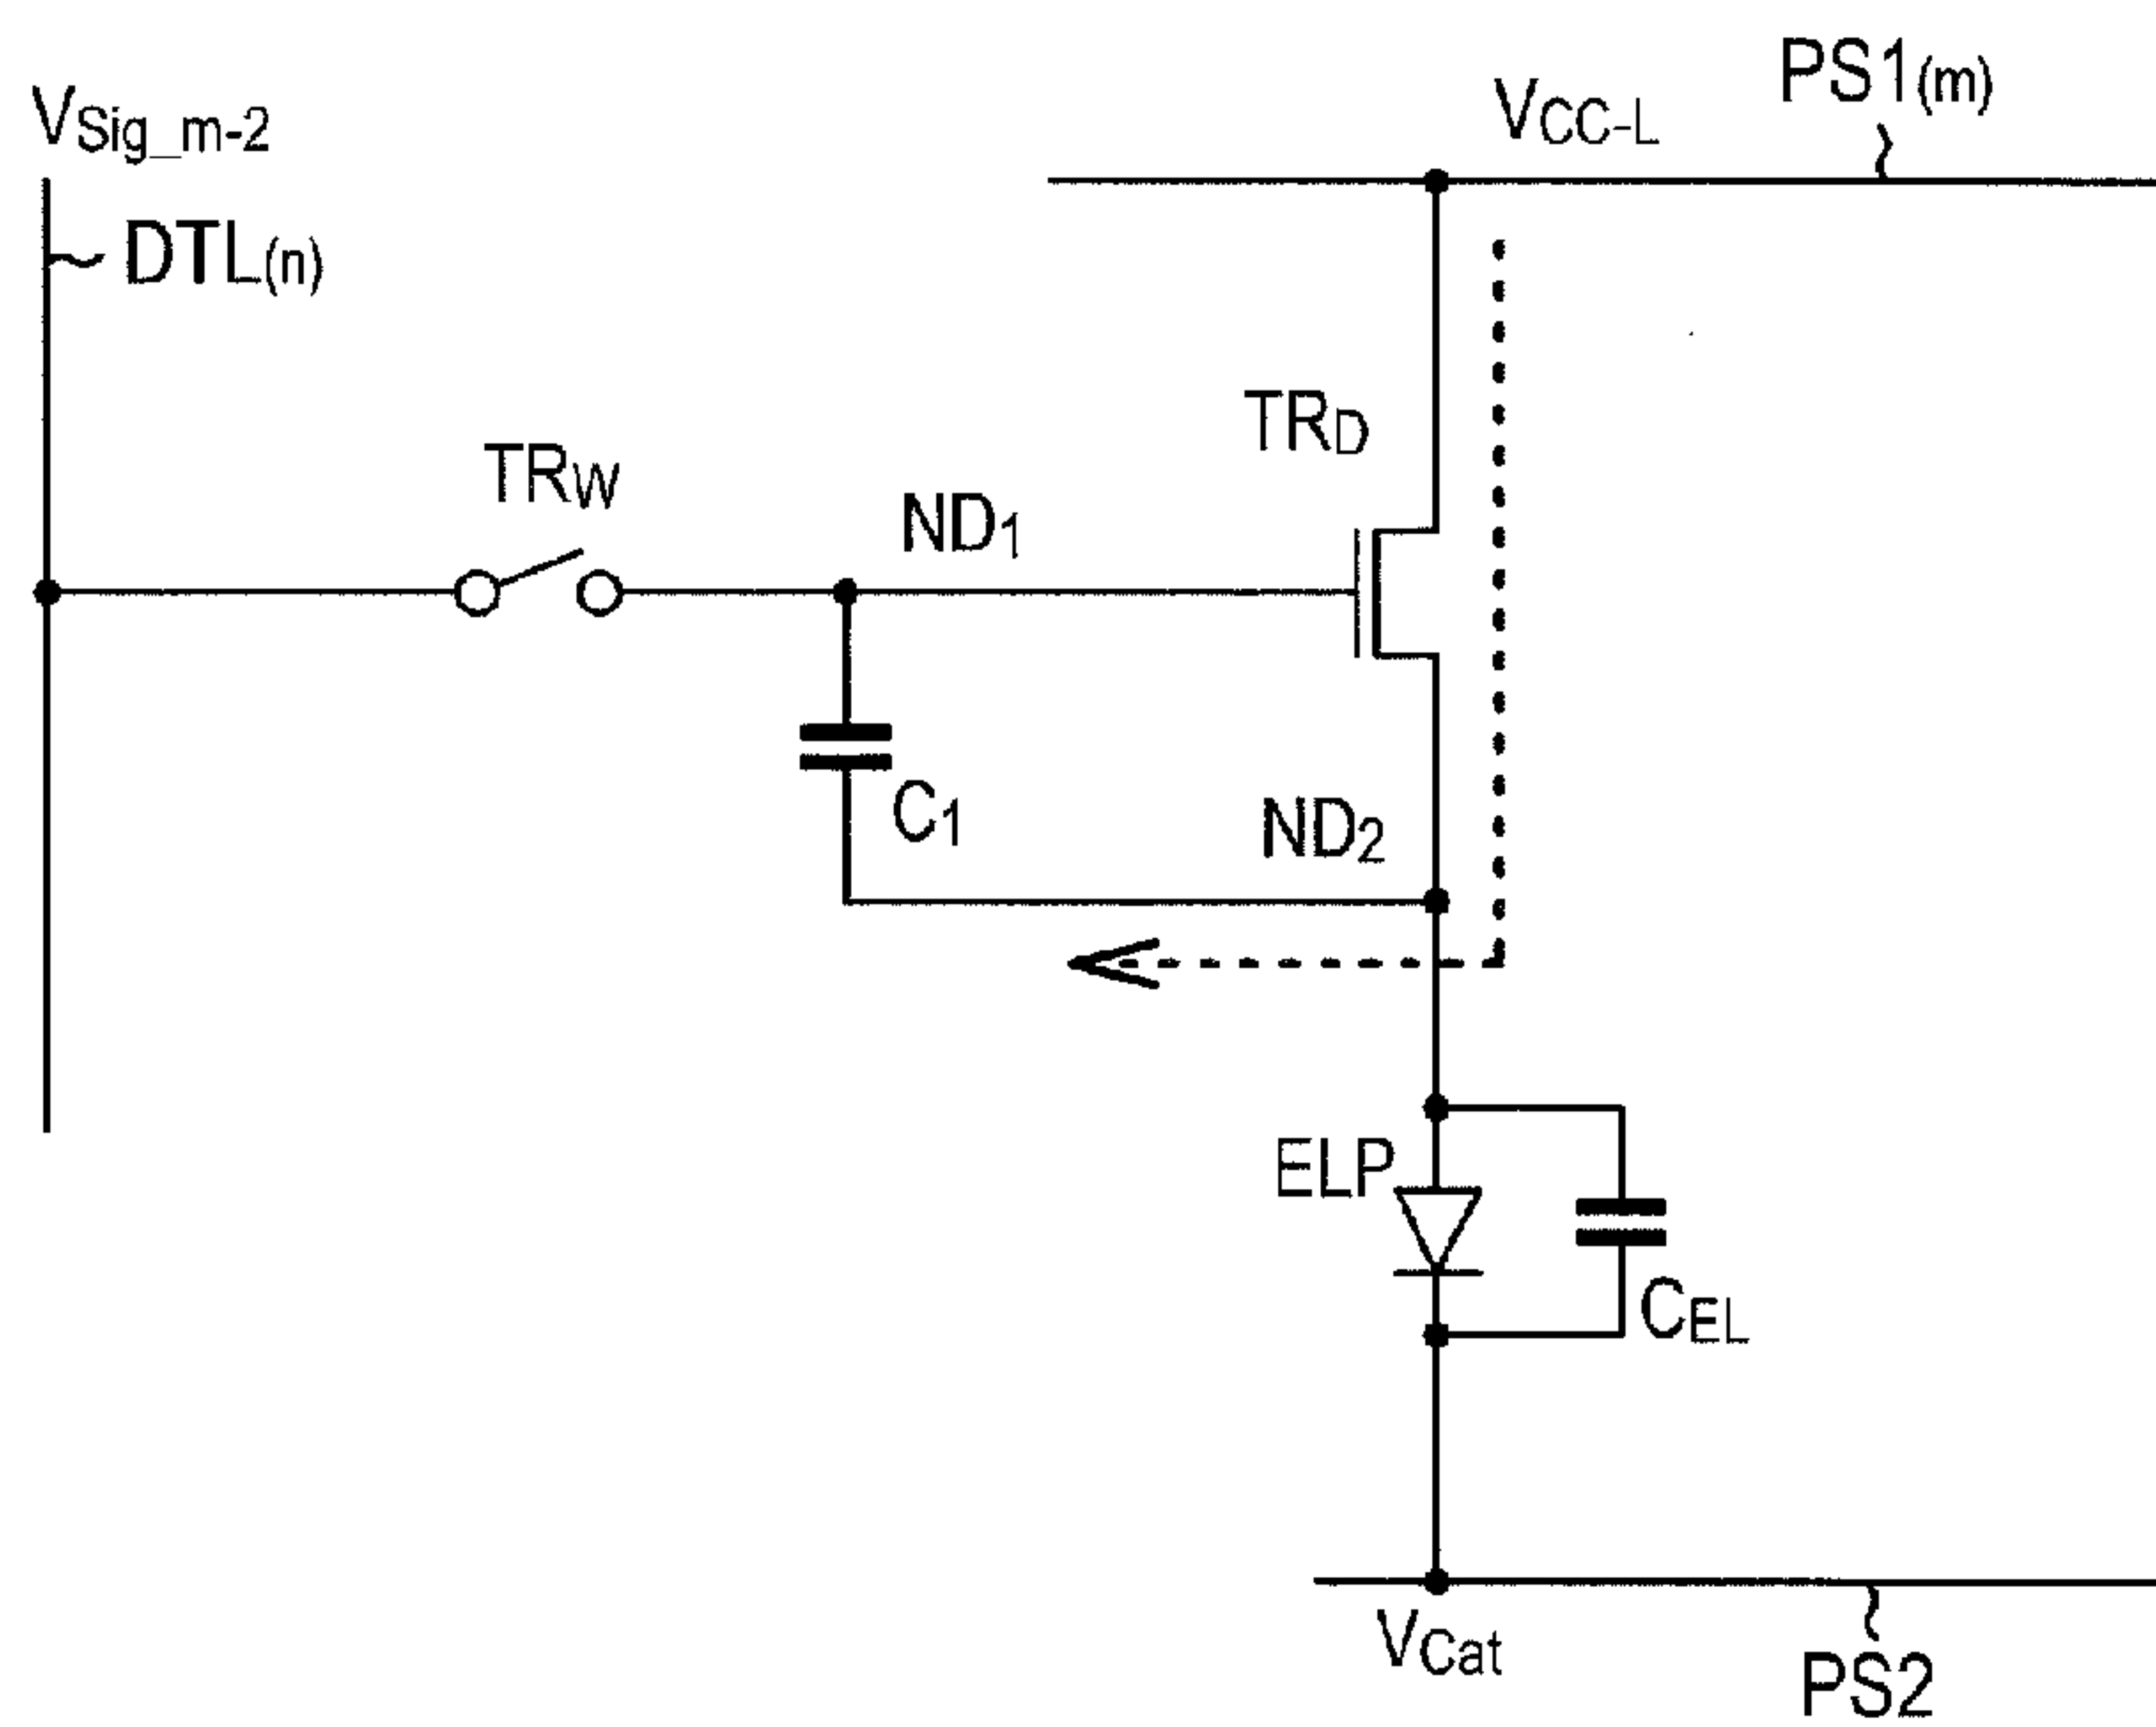 PS1(m)
VSig_m-2
VCC-L
DTL(n)
TRD
TRW
ND1
C1
ND2
ELP
CEL
VCat
PS2